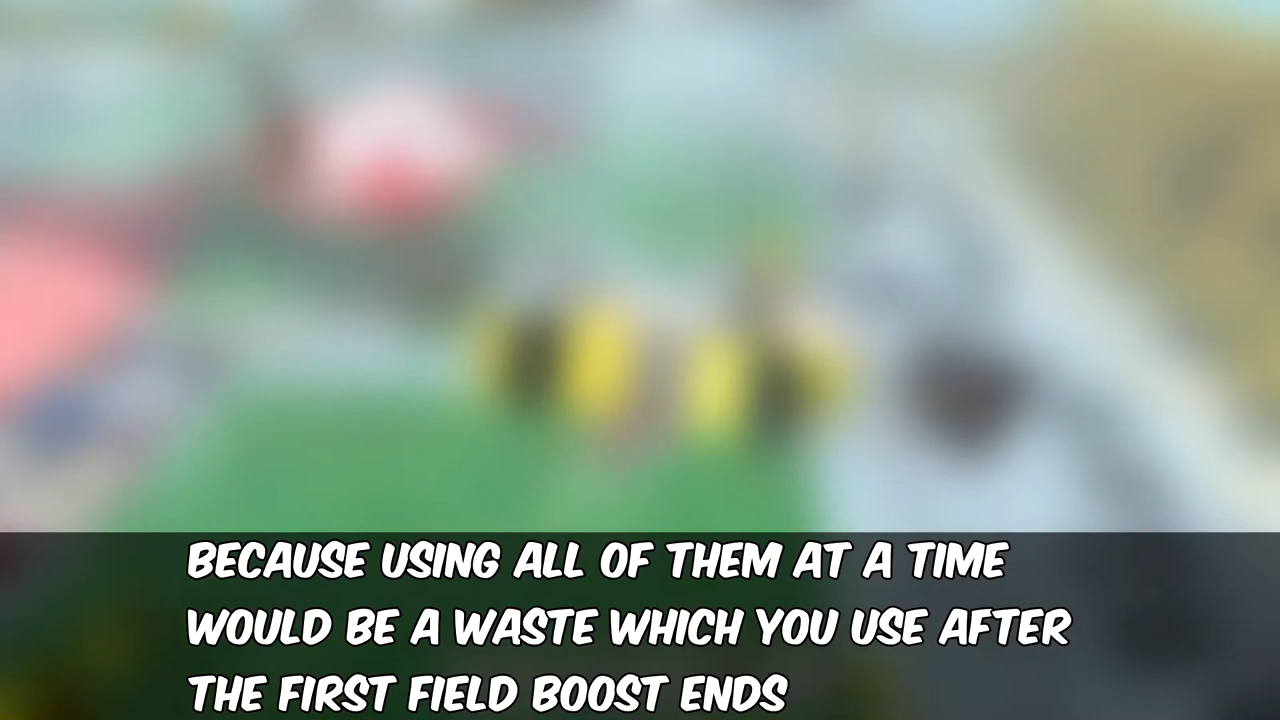 BECAUSE USING ALL OF THEM AT A TIME
WOULD BE A WASTE WHICH YOU USE AFTER
THE FIRST FIELD BOOST ENDS